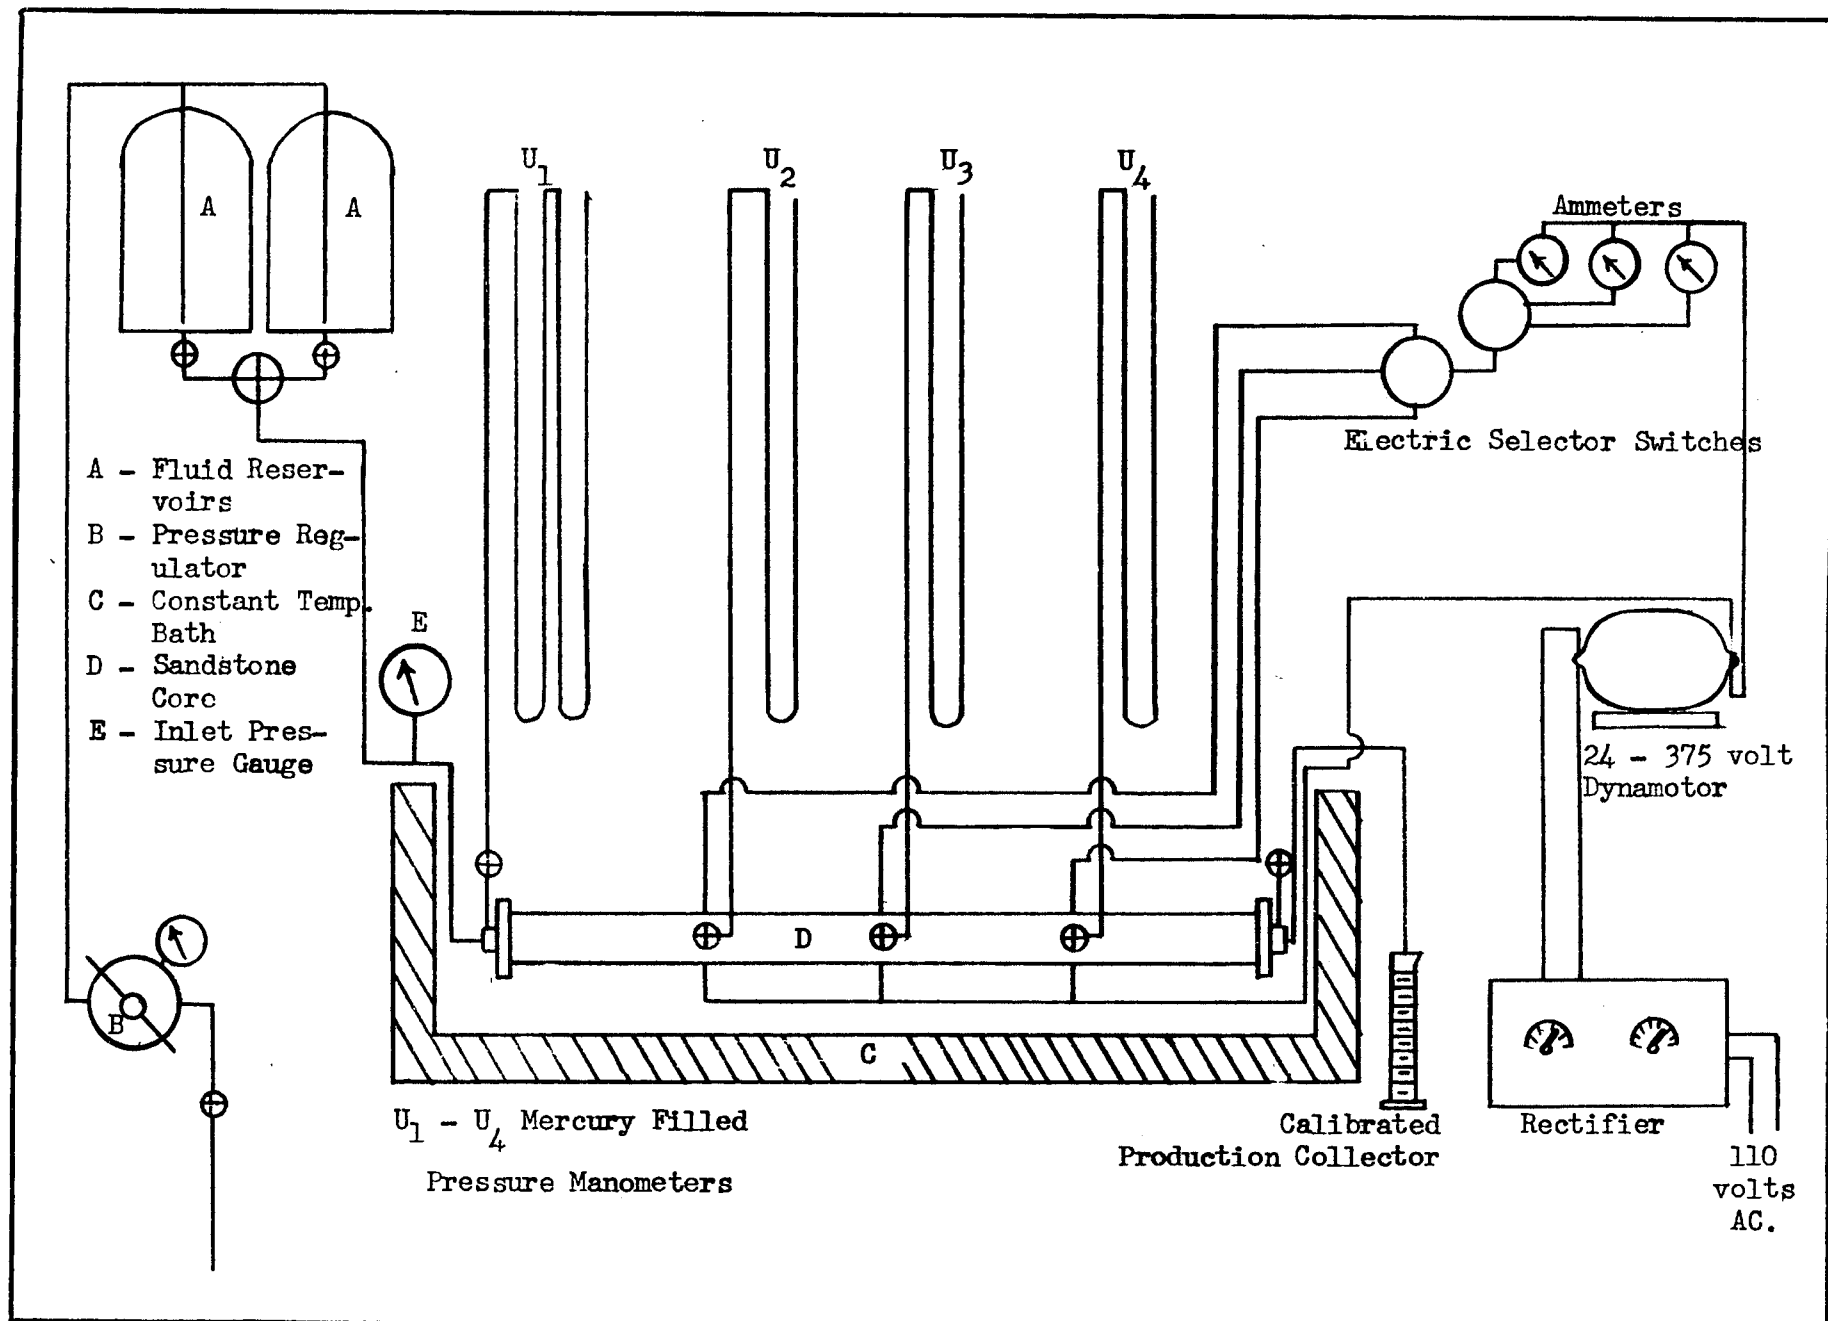 U1
U2
U3
U4
A
A
Ammeters
Electric Selector Switches
A - Fluid Reser-
voirs
B - Pressure Reg-
ulator
C - Constant Temp.
Bath
D - Sandstone
Core
E - Inlet Pres-
sure Gauge
E
24 - 375 volt
Dynamotor
D
B
C
U1 - U4 Mercury Filled
Pressure Manometers
Calibrated
Production Collector
Rectifier
110
volts
AC.